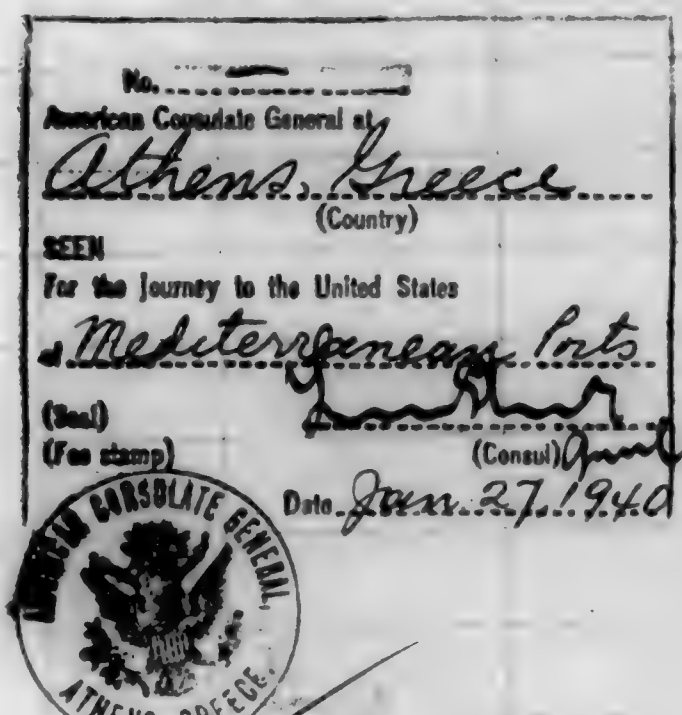 No.
American Consulate General at
Athens, Greece
(Country)
SEEN
For the Journey to the United States
Mediterranean Ports
(Seal)
(Fee stamp)
(Consul)
Date Jan. 27, 1940
CONSULATE GENERAL,
ATHENS, GREECE.